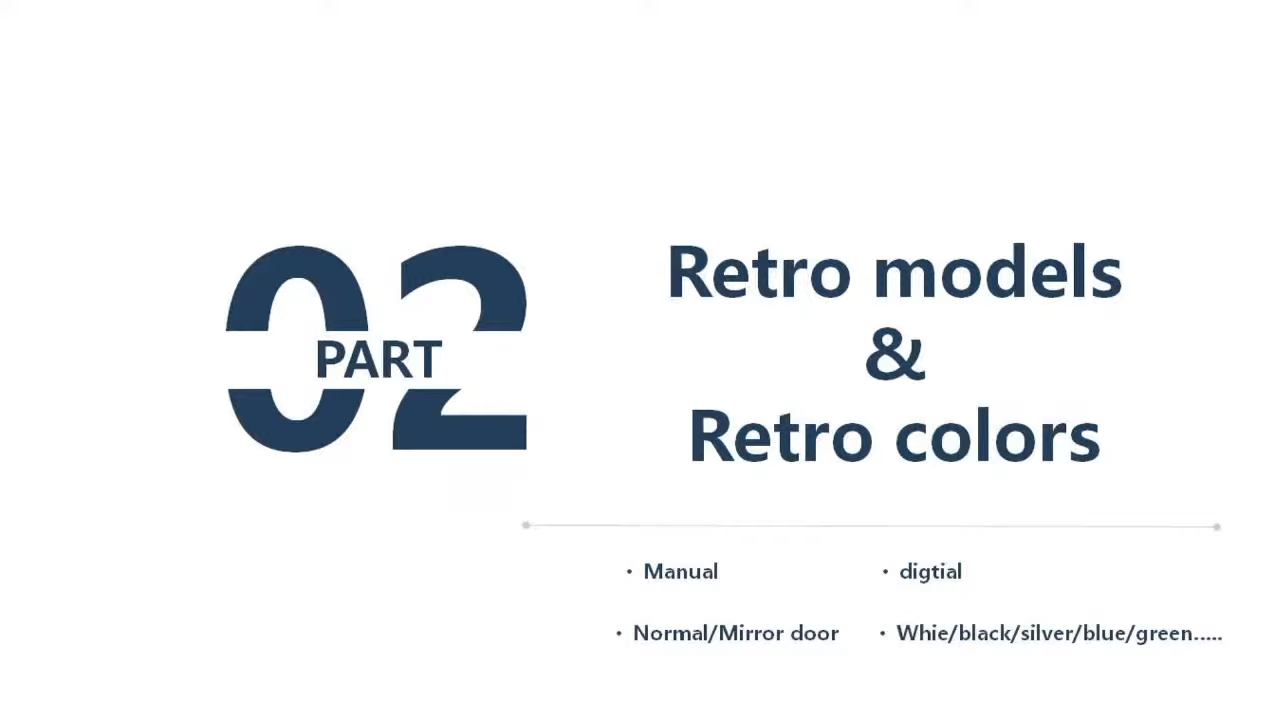 02
PART
Retro models
&
Retro colors
• Manual
• digtial
• Normal/Mirror door
• Whie/black/silver/blue/green.....